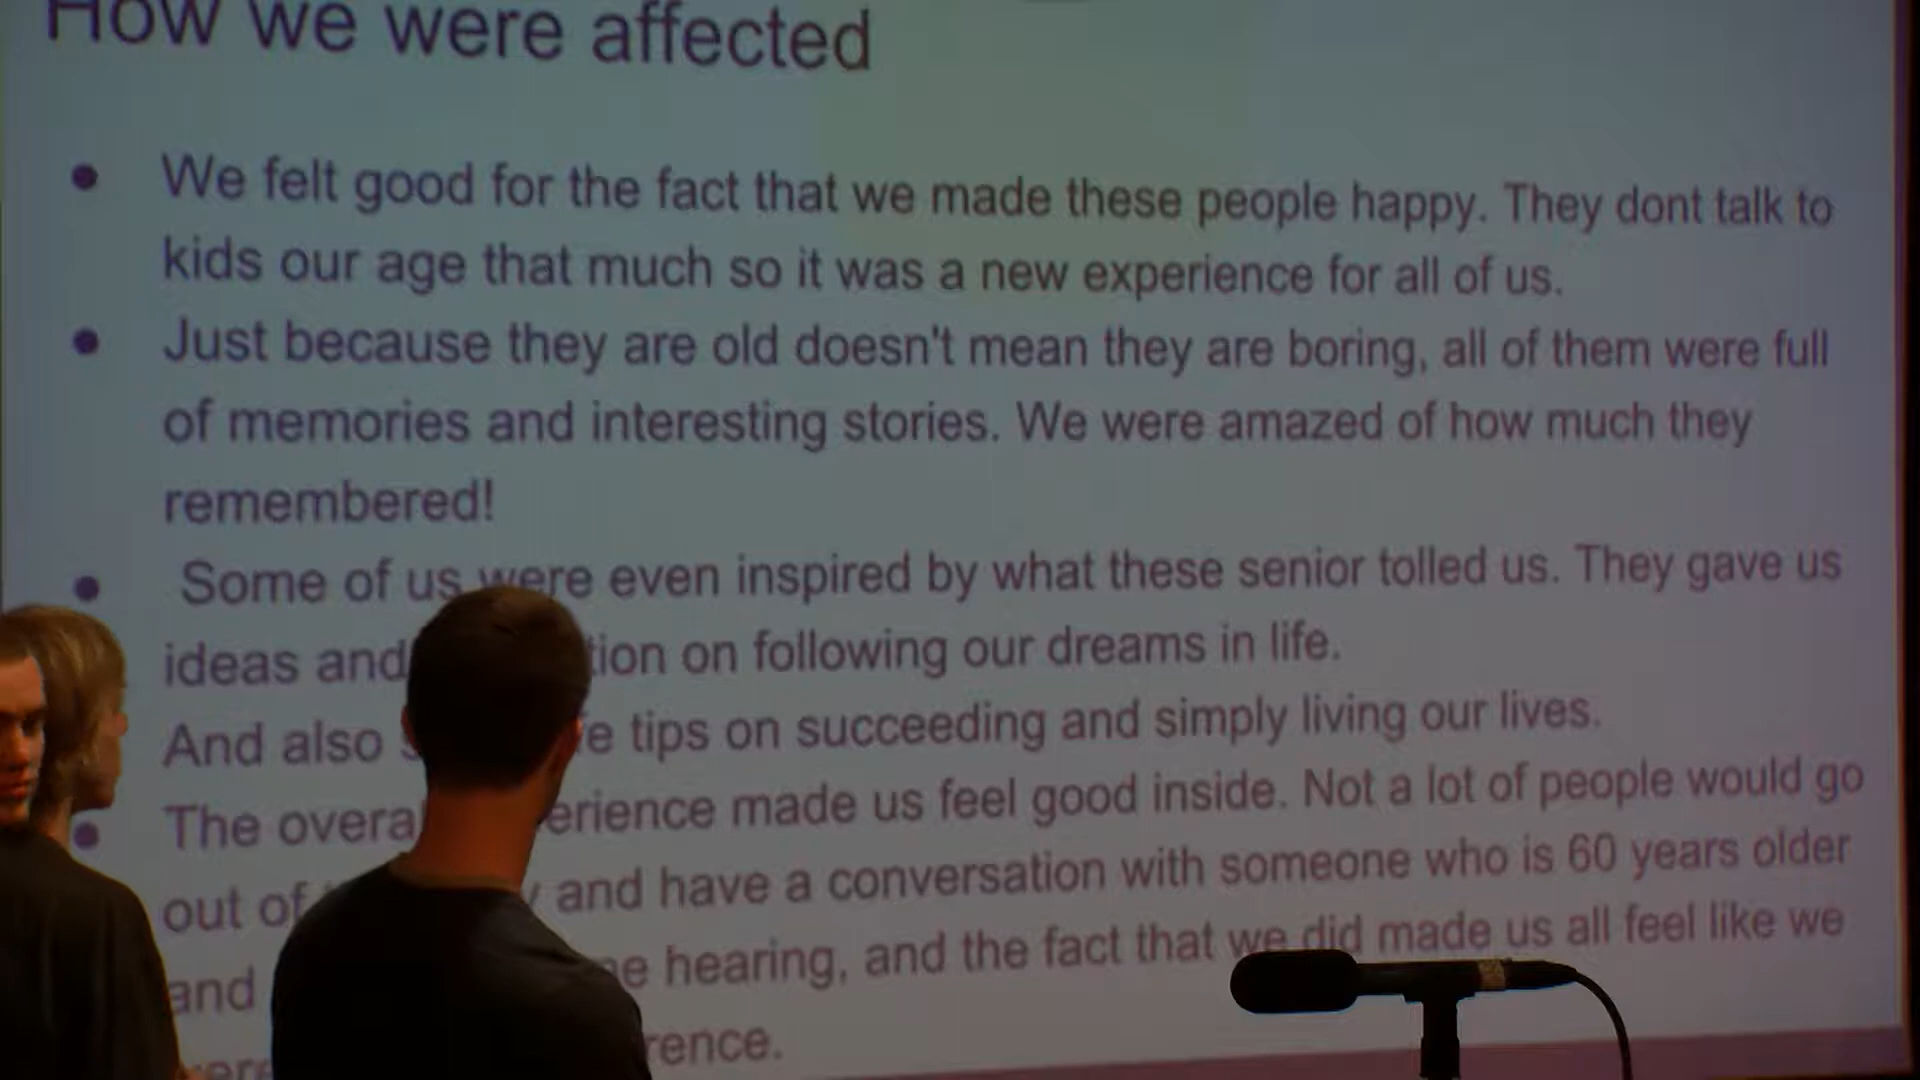 How we were affected
• We felt good for the fact that we made these people happy. They dont talk to
kids our age that much so it was a new experience for all of us.
• Just because they are old doesn't mean they are boring, all of them were full
of memories and interesting stories. We were amazed of how much they
remembered!
• Some of us were even inspired by what these senior tolled us. They gave us
ideas and on following our dreams in life.
And also tips on succeeding and simply living our lives.
• The made us feel good inside. Not a lot of people would go
out of and have a conversation with someone who is 60 years older
and hearing, and the fact that we did made us all feel like we